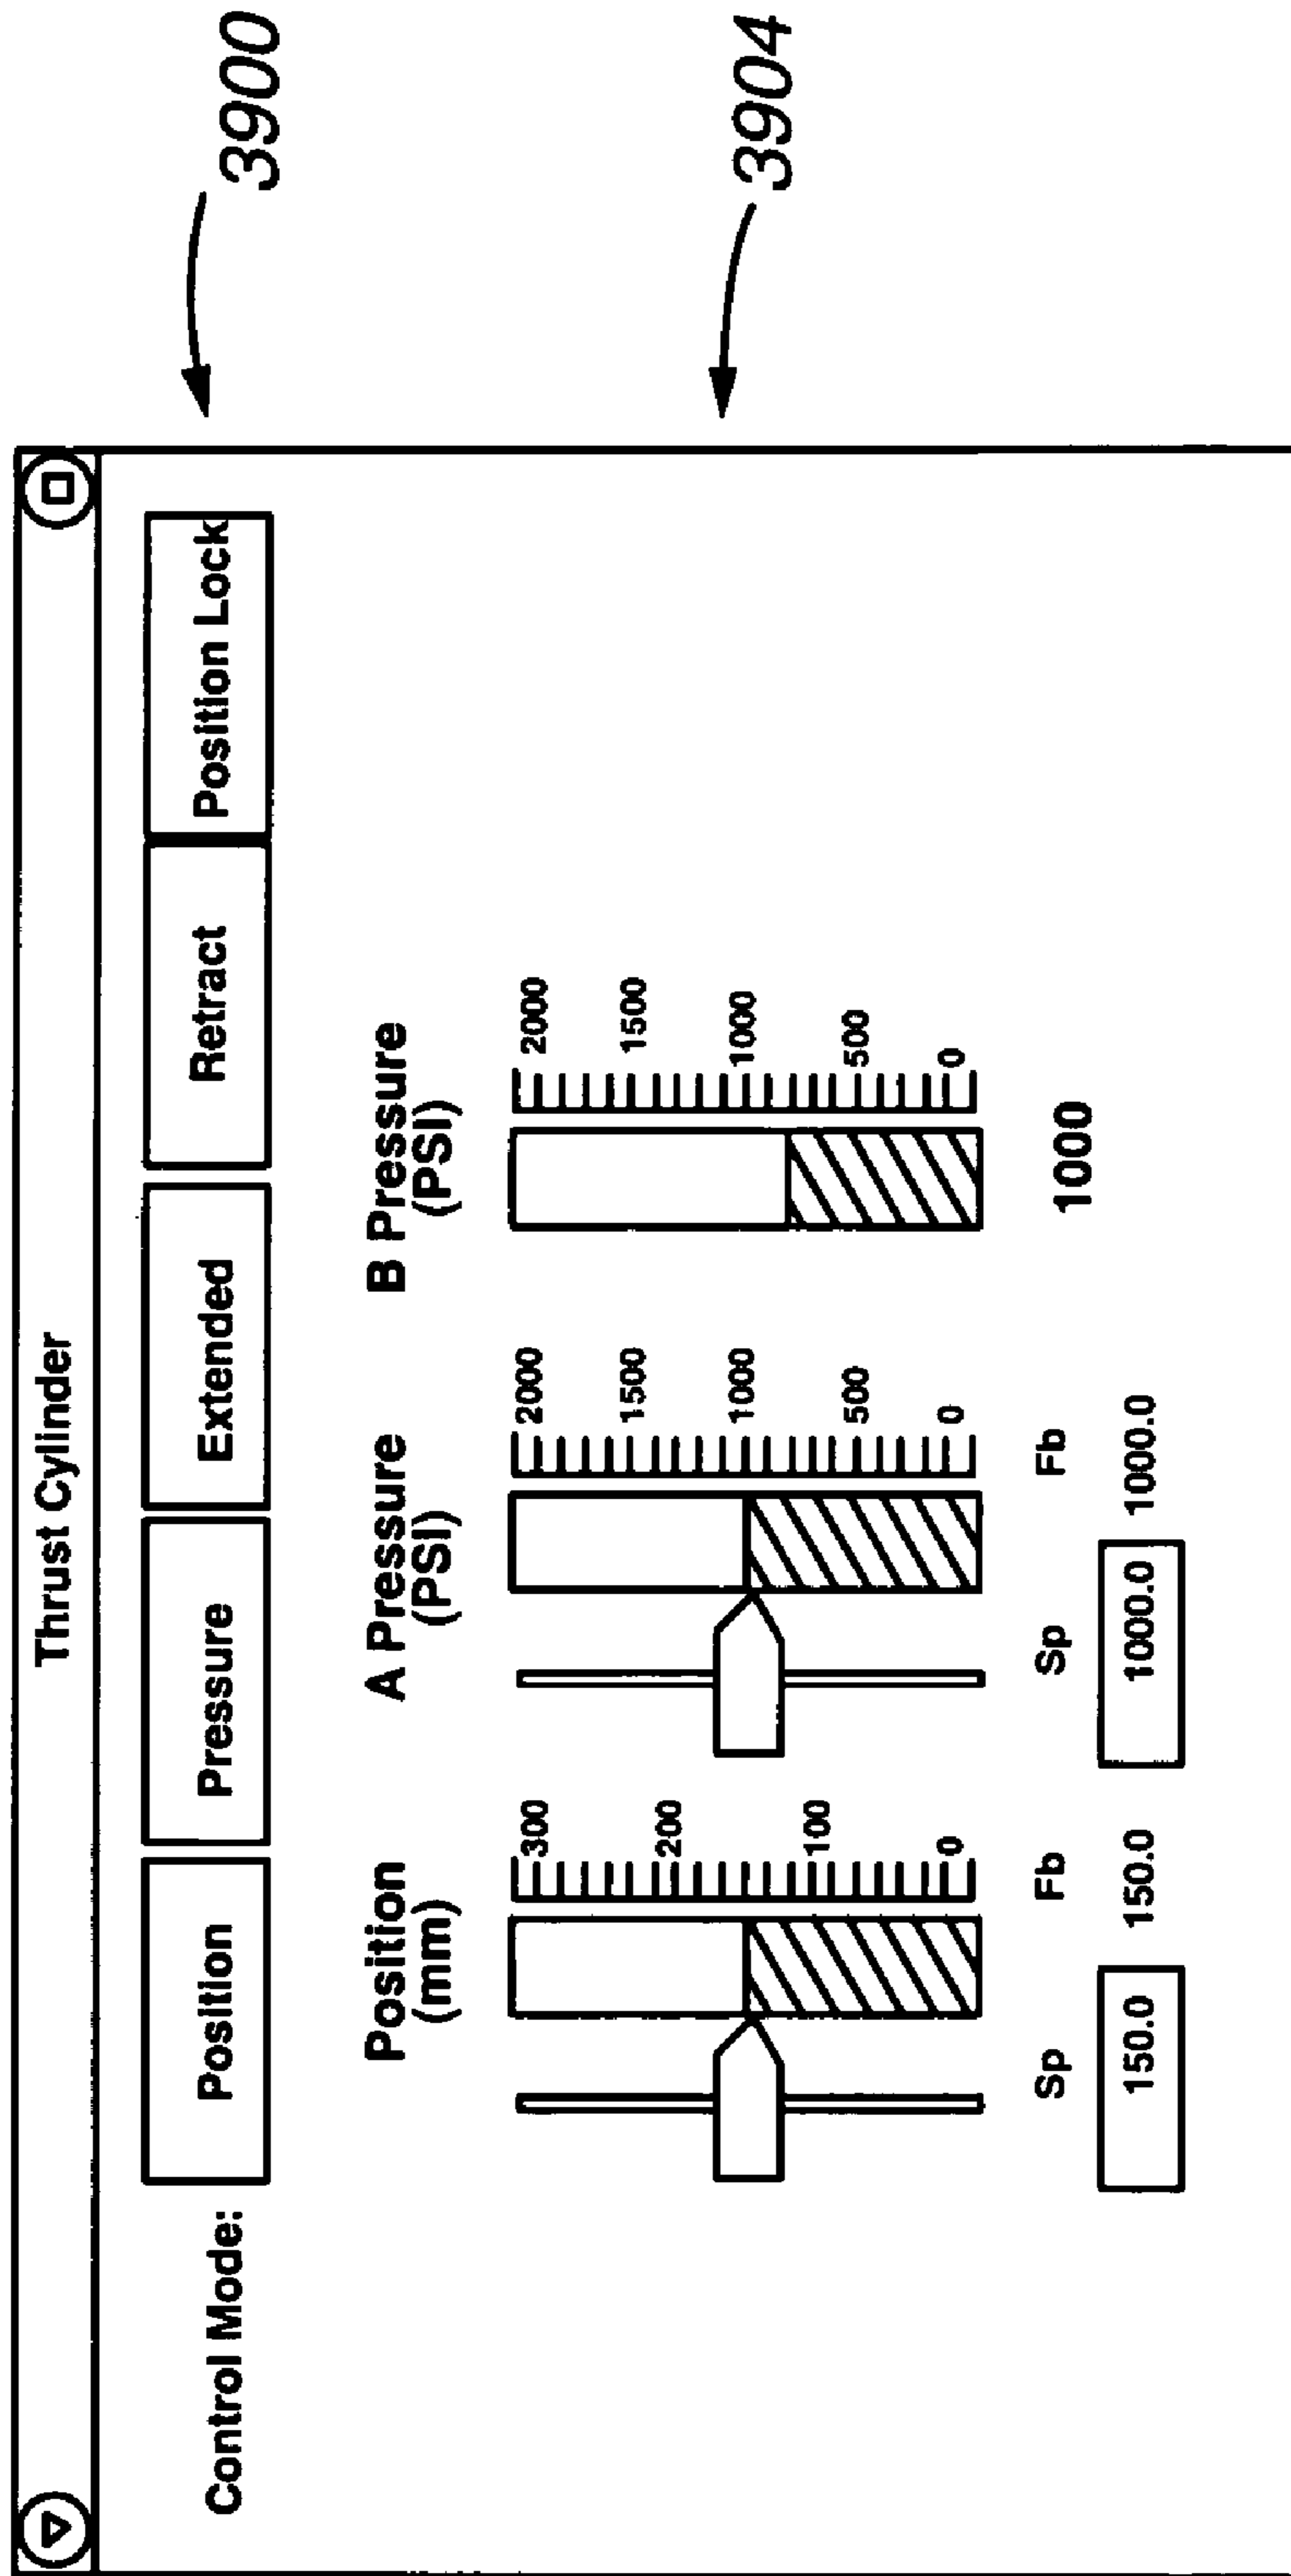 Thrust Cylinder
Control Mode: Position Pressure Extended Retract Position Lock
3900
Position
(mm)
300
200
100
0
Sp Fb
150.0 150.0
A Pressure
(PSI)
2000
1500
1000
500
0
Sp Fb
1000.0 1000.0
B Pressure
(PSI)
2000
1500
1000
500
0
1000
3904